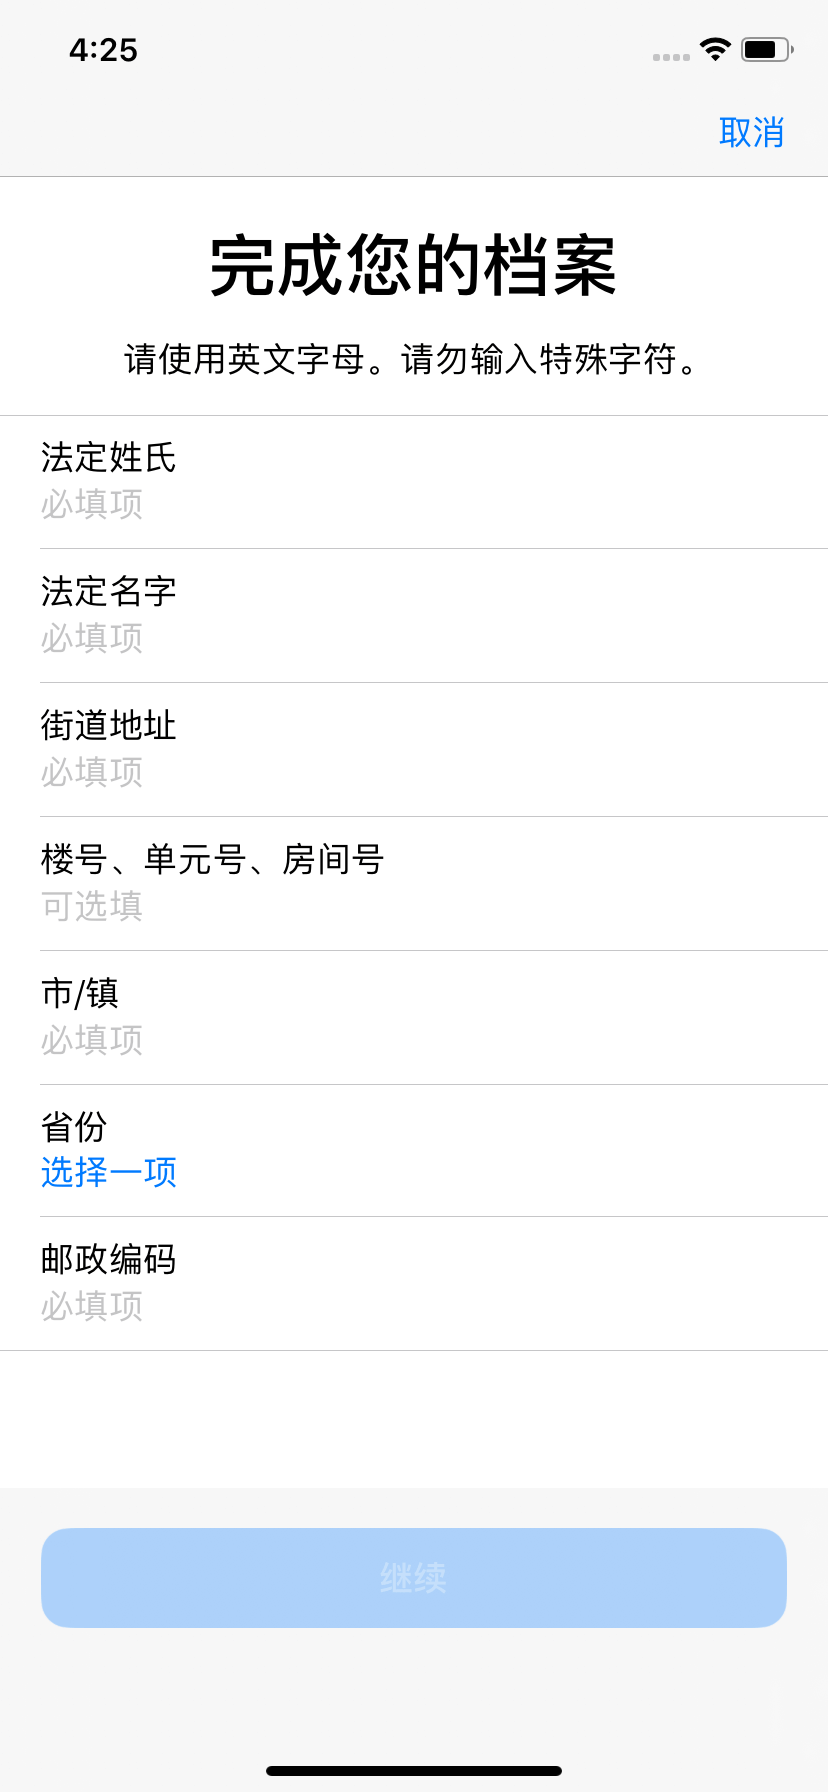 4:25
取消
完成您的档案
请使用英文字母。请勿输入特殊字符。
法定姓氏
必填项
法定名字
必填项
街道地址
必填项
楼号、单元号、房间号
可选填
市/镇
必填项
省份
选择一项
邮政编码
必填项
继续